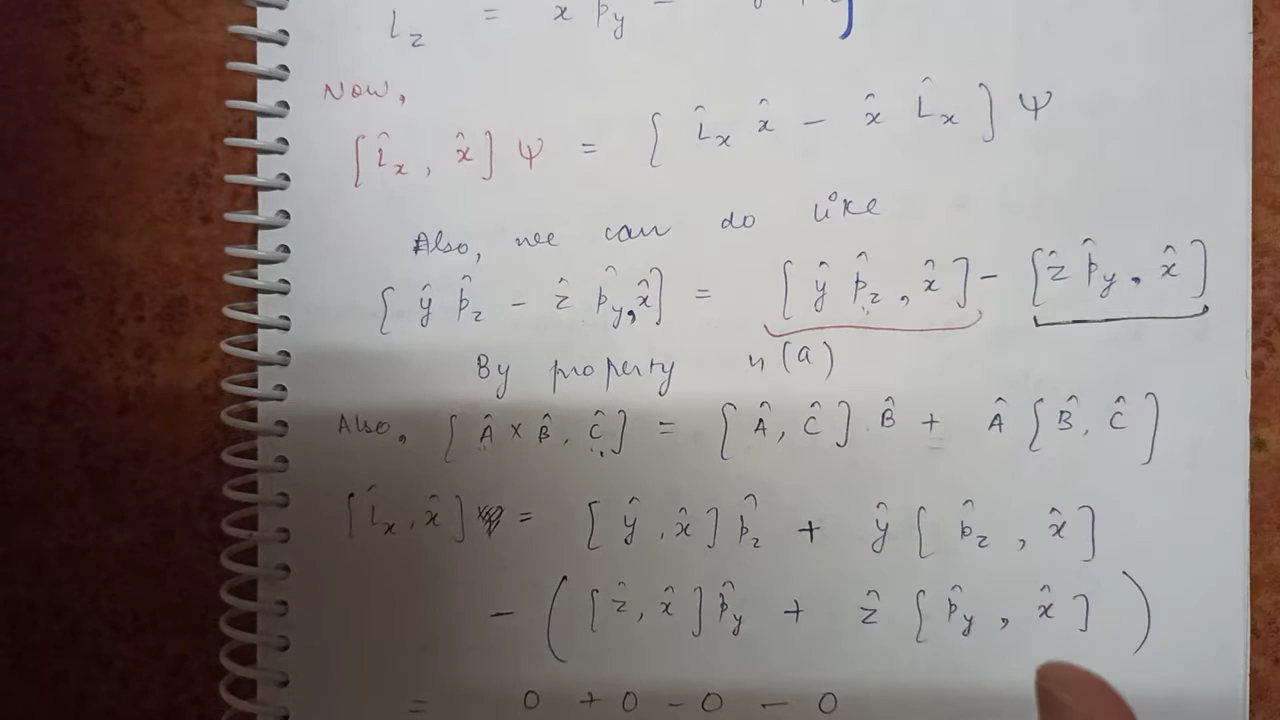 L_z = x p_y −
Now,
[L̂_x , x̂] ψ = [ L̂_x x̂ − x̂ L̂_x ] ψ
Also, we can do like
[ ŷ p̂_z − ẑ p̂_y, x̂] = [ ŷ p̂_z , x̂ ] − [ẑ p̂_y , x̂ ]
By property 4(a)
Also, [ Â × B̂, Ĉ ] = [ Â, Ĉ ] B̂ + Â [ B̂, Ĉ ]
[L̂_x, x̂] = [ ŷ , x̂ ] p̂_z + ŷ [ p̂_z , x̂ ]
− ( [ẑ, x̂ ] p̂_y + ẑ [ p̂_y , x̂ ] )
= 0 + 0 − 0 − 0